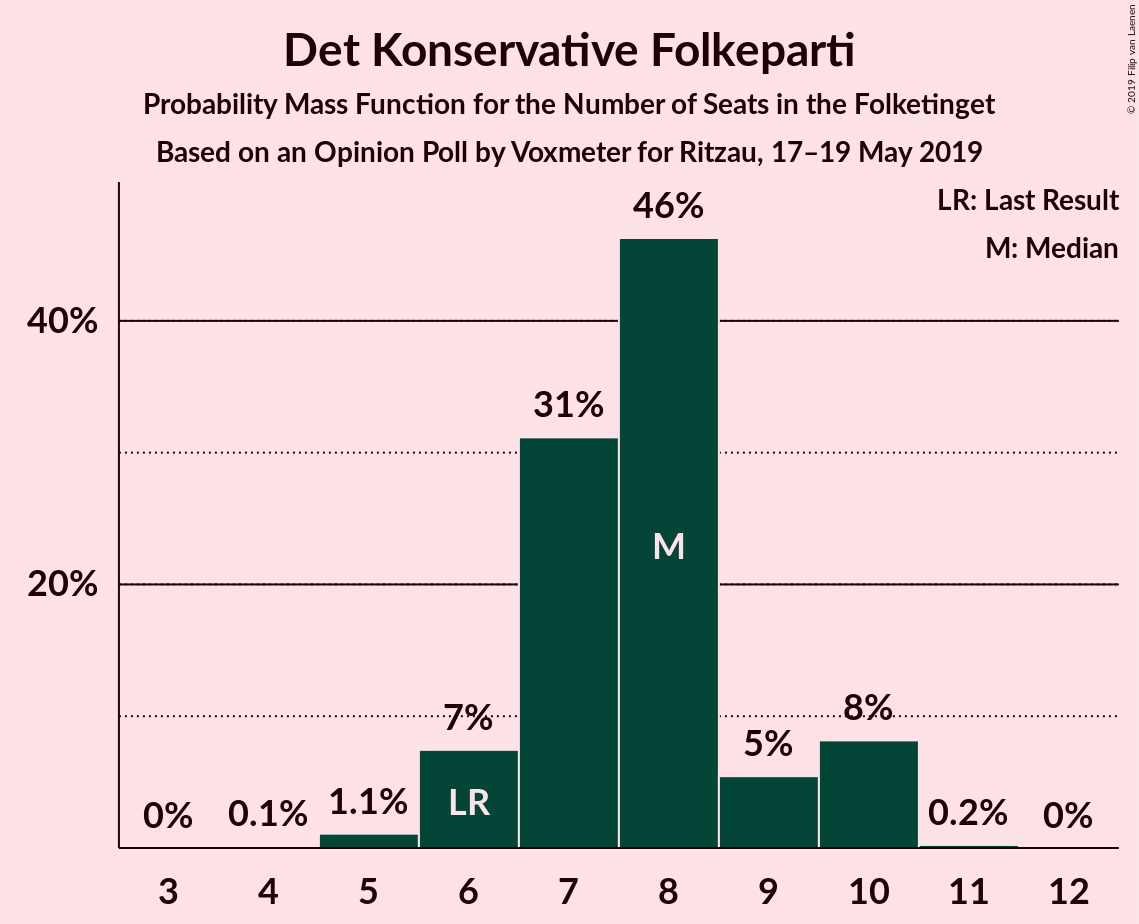 Det Konservative Folkeparti
Probability Mass Function for the Number of Seats in the Folketinget
Based on an Opinion Poll by Voxmeter for Ritzau, 17–19 May 2019
© 2019 Filip van Laenen
LR: Last Result
M: Median
40%
20%
0%
0.1%
1.1%
7%
31%
46%
5%
8%
0.2%
0%
LR
M
3 4 5 6 7 8 9 10 11 12